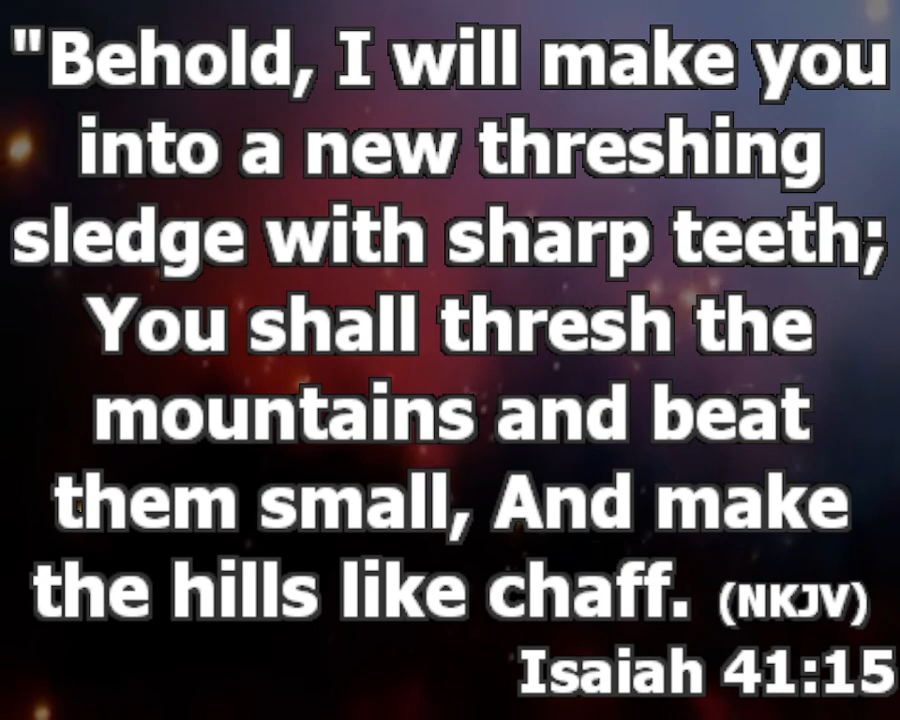 "Behold, I will make you
into a new threshing
sledge with sharp teeth;
You shall thresh the
mountains and beat
them small, And make
the hills like chaff. (NKJV)
Isaiah 41:15